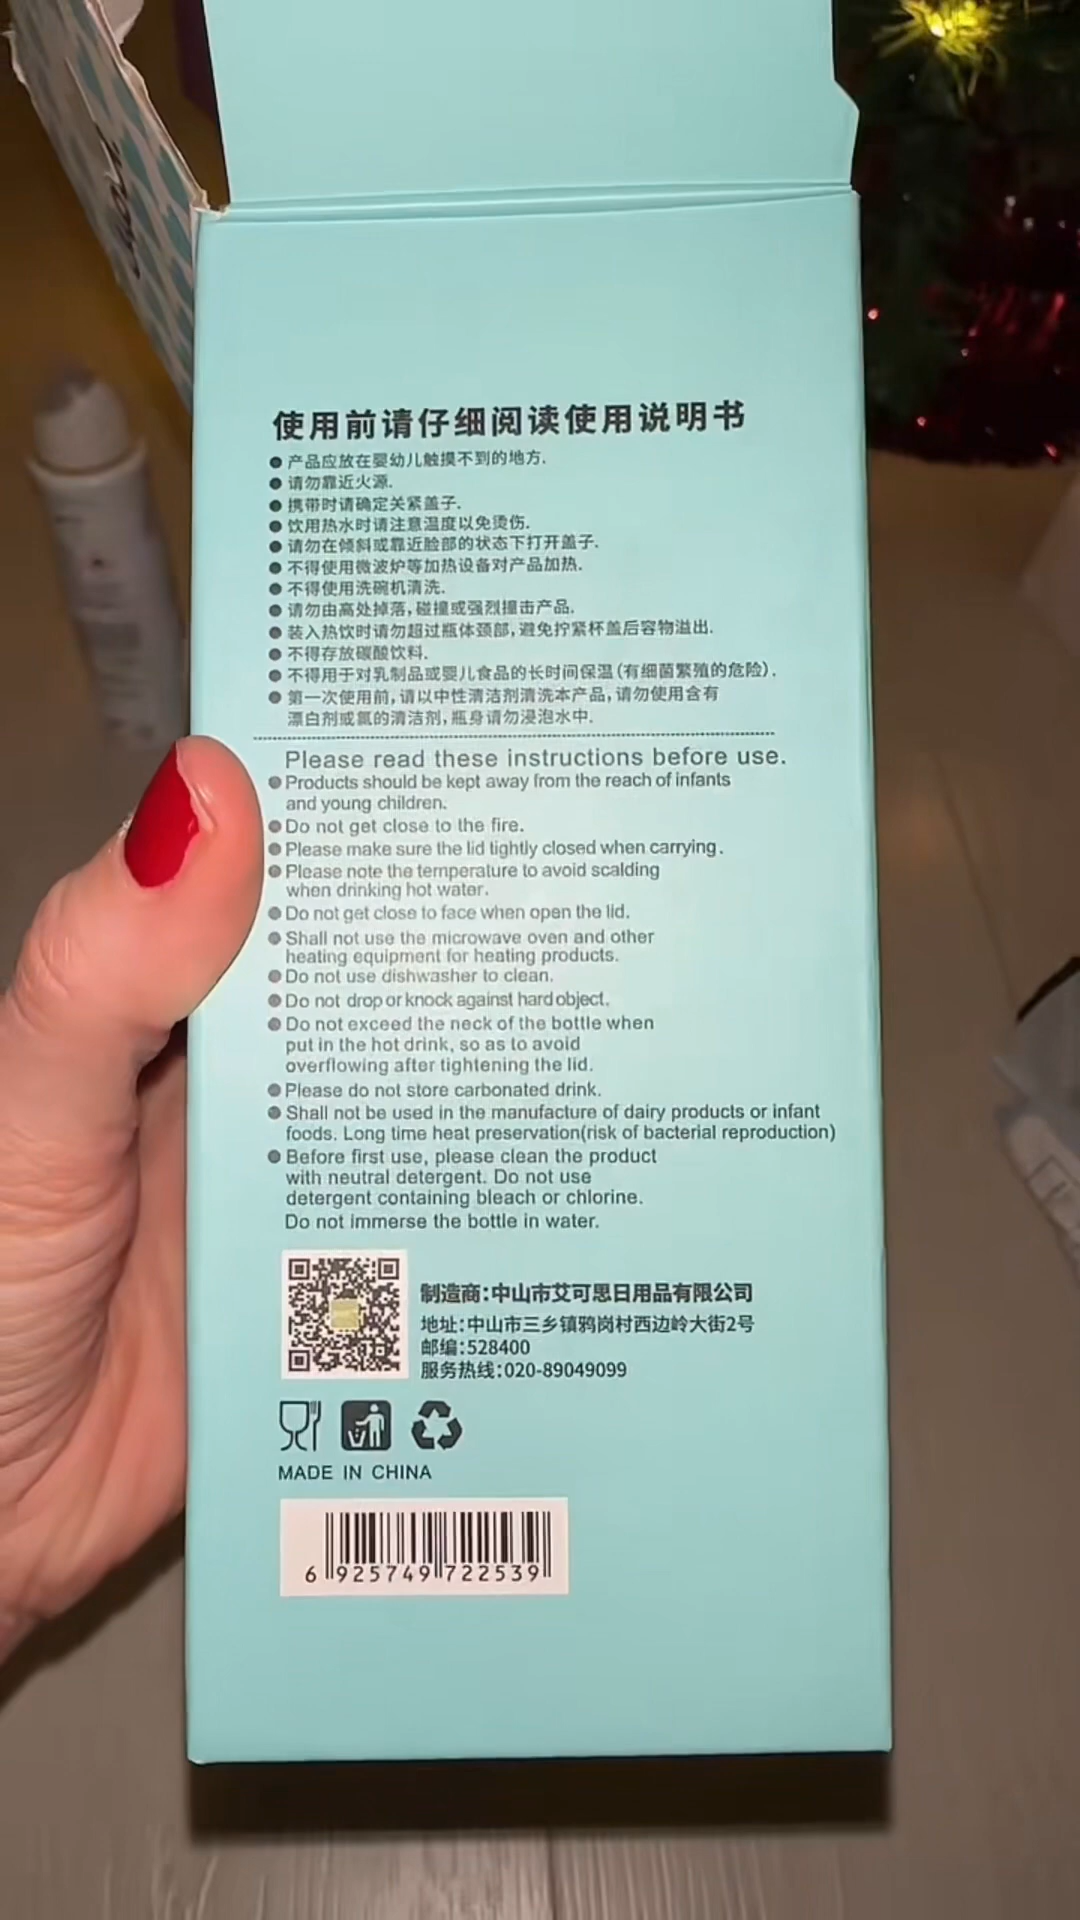 使用前请仔细阅读使用说明书
● 产品应放在婴幼儿触摸不到的地方.
● 请勿靠近火源.
● 携带时请确定关紧盖子.
● 饮用热水时请注意温度以免烫伤.
● 请勿在倾斜或靠近脸部的状态下打开盖子.
● 不得使用微波炉等加热设备对产品加热.
● 不得使用洗碗机清洗.
● 请勿由高处掉落,碰撞或强烈撞击产品.
● 装入热饮时请勿超过瓶体颈部,避免拧紧杯盖后容物溢出.
● 不得存放碳酸饮料.
● 不得用于对乳制品或婴儿食品的长时间保温(有细菌繁殖的危险).
● 第一次使用前,请以中性清洁剂清洗本产品,请勿使用含有
漂白剂或氯的清洁剂,瓶身请勿浸泡水中.
Please read these instructions before use.
● Products should be kept away from the reach of infants
and young children.
● Do not get close to the fire.
● Please make sure the lid tightly closed when carrying.
● Please note the temperature to avoid scalding
when drinking hot water.
● Do not get close to face when open the lid.
● Shall not use the microwave oven and other
heating equipment for heating products.
● Do not use dishwasher to clean.
● Do not drop or knock against hard object.
● Do not exceed the neck of the bottle when
put in the hot drink, so as to avoid
overflowing after tightening the lid.
● Please do not store carbonated drink.
● Shall not be used in the manufacture of dairy products or infant
foods. Long time heat preservation(risk of bacterial reproduction)
● Before first use, please clean the product
with neutral detergent. Do not use
detergent containing bleach or chlorine.
Do not immerse the bottle in water.
制造商:中山市艾可思日用品有限公司
地址:中山市三乡镇鸦岗村西边岭大街2号
邮编:528400
服务热线:020-89049099
MADE IN CHINA
6 925749 722539